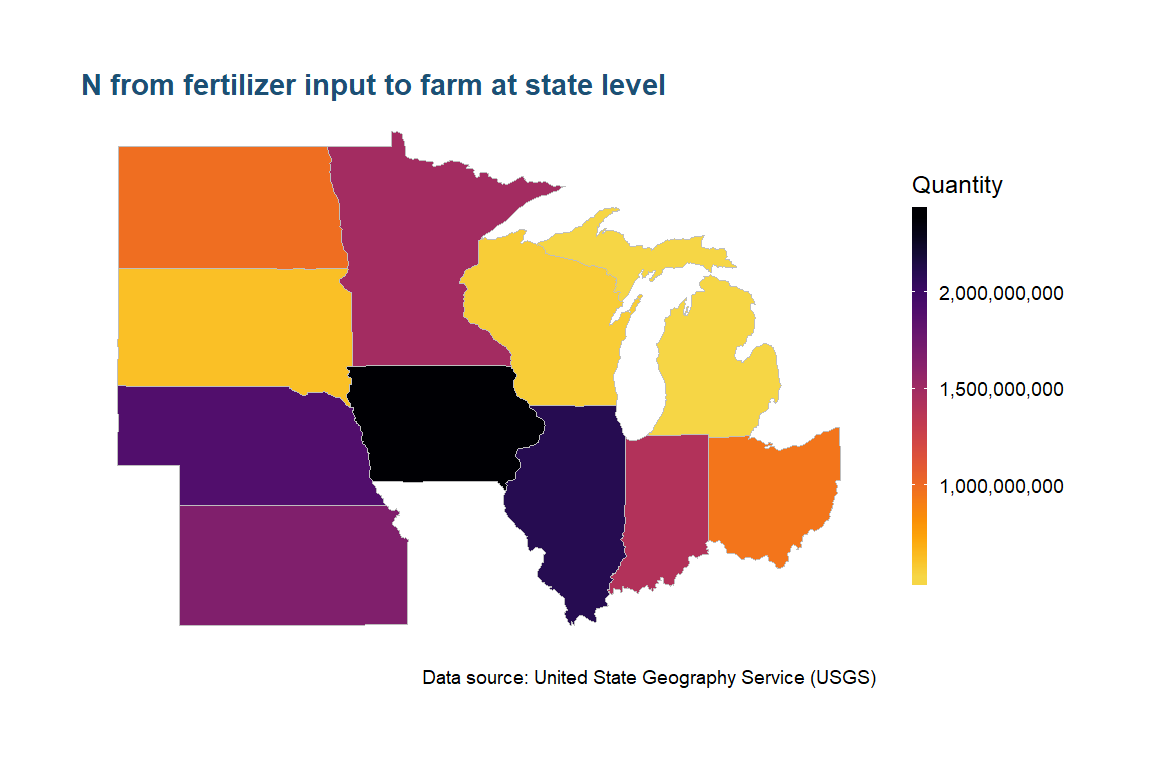 N from fertilizer input to farm at state level
Quantity
2,000,000,000
1,500,000,000
1,000,000,000
Data source: United State Geography Service (USGS)